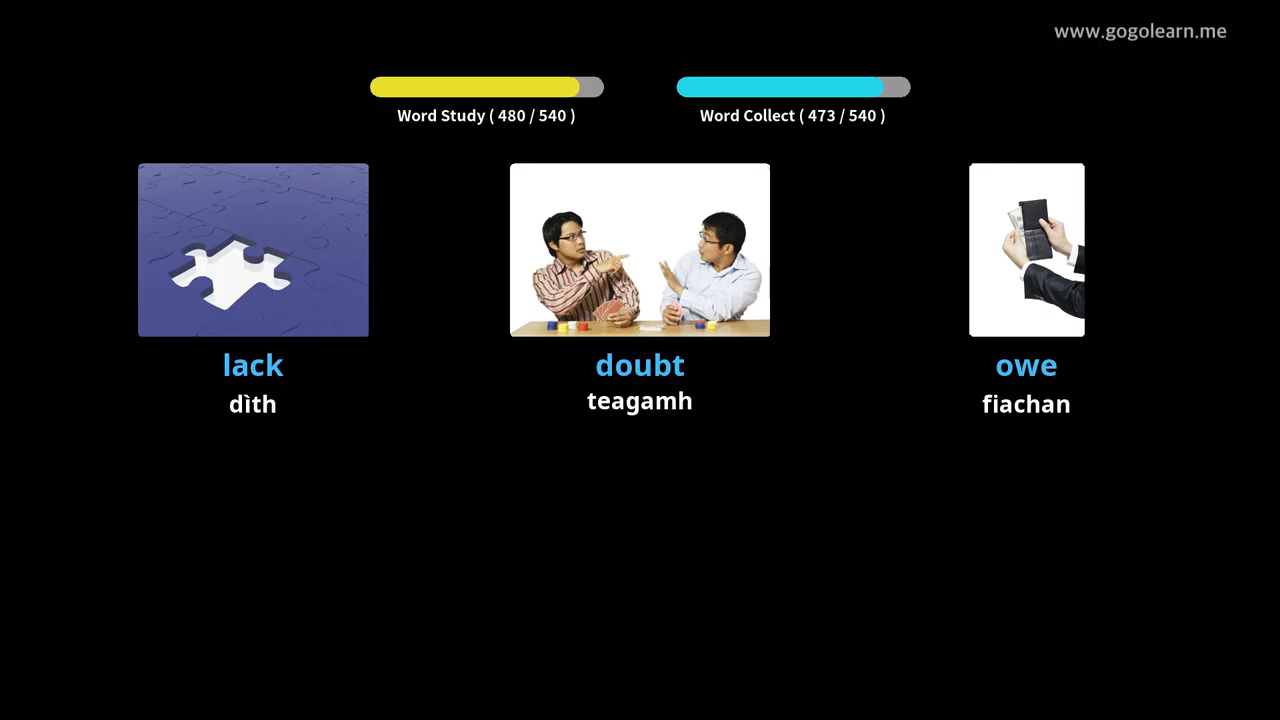 www.gogolearn.me
Word Study ( 480 / 540 )
Word Collect ( 473 / 540 )
lack
dìth
doubt
teagamh
owe
fiachan